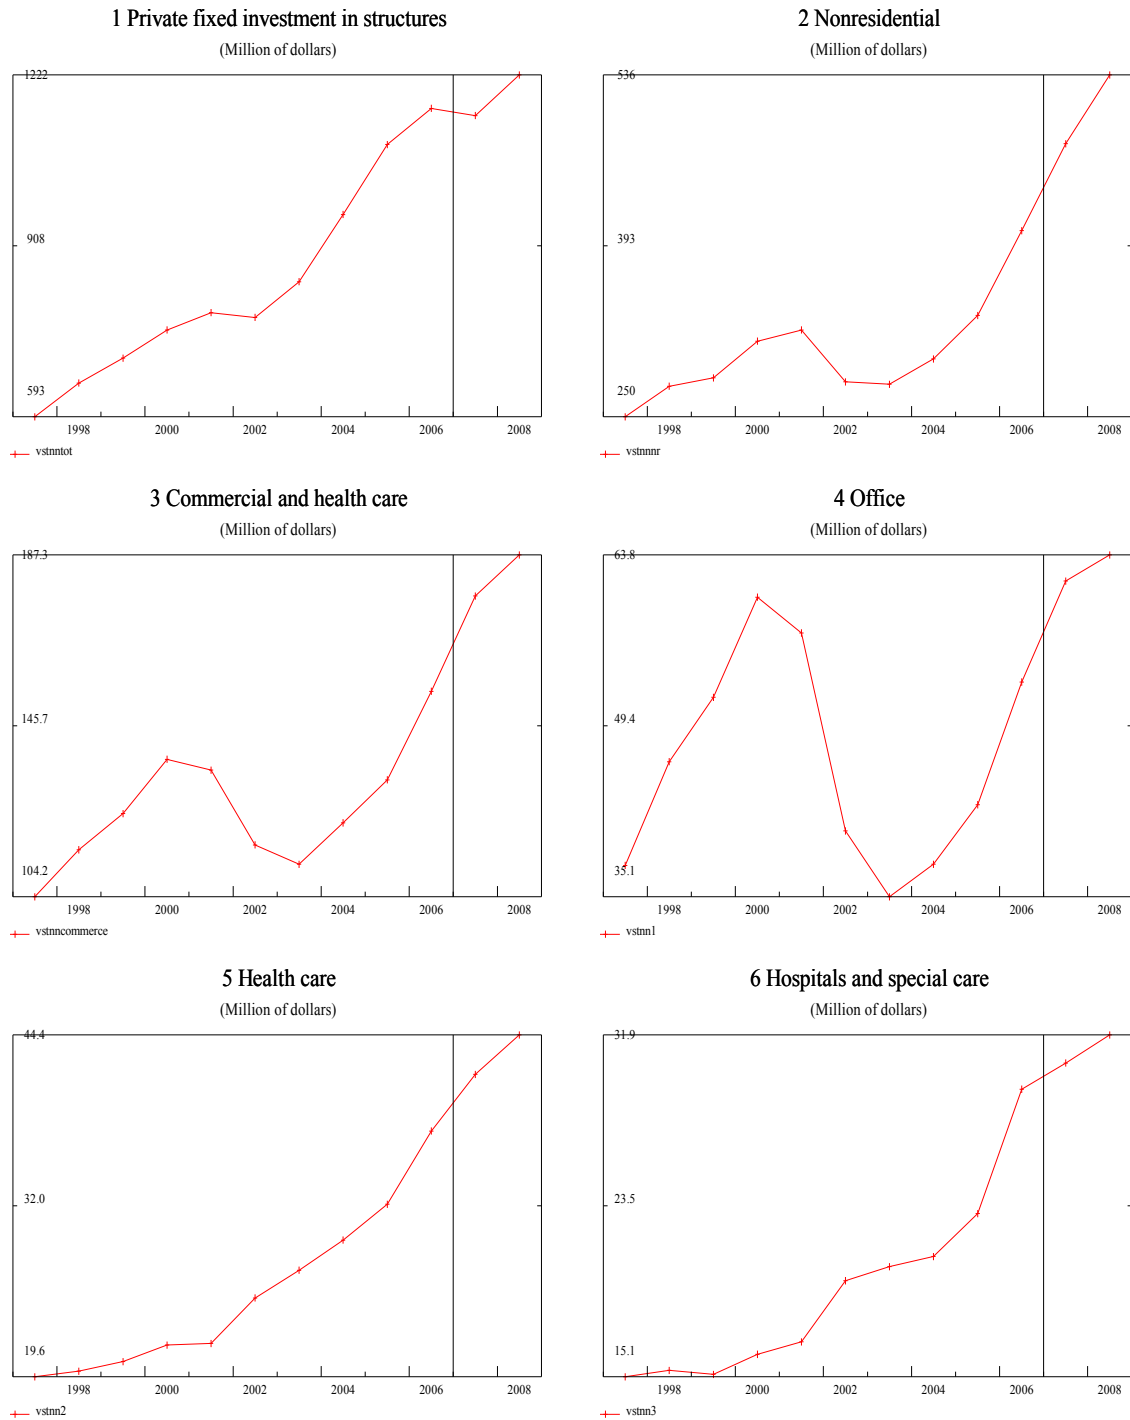 1 Private fixed investment in structures
(Million of dollars)
1222
908
593
1998 2000 2002 2004 2006 2008
vstnntot
2 Nonresidential
(Million of dollars)
536
393
250
1998 2000 2002 2004 2006 2008
vstnnnr
3 Commercial and health care
(Million of dollars)
187.3
145.7
104.2
1998 2000 2002 2004 2006 2008
vstnncommerce
4 Office
(Million of dollars)
63.8
49.4
35.1
1998 2000 2002 2004 2006 2008
vstnn1
5 Health care
(Million of dollars)
44.4
32.0
19.6
1998 2000 2002 2004 2006 2008
vstnn2
6 Hospitals and special care
(Million of dollars)
31.9
23.5
15.1
1998 2000 2002 2004 2006 2008
vstnn3